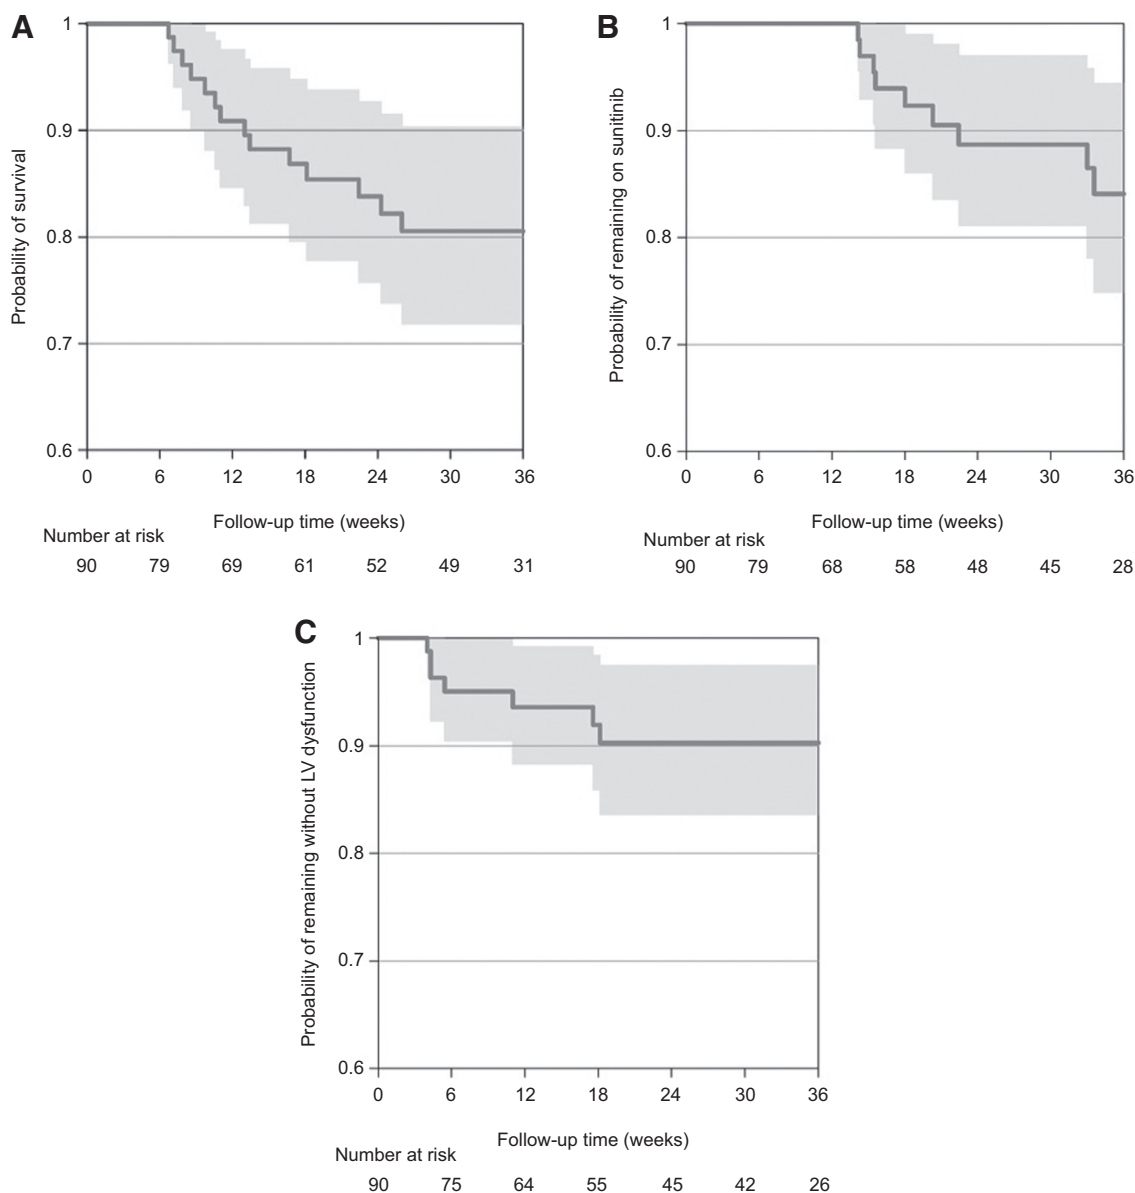 A
Probability of survival
1
0.9
0.8
0.7
0.6
0 6 12 18 24 30 36
Follow-up time (weeks)
Number at risk
90 79 69 61 52 49 31
B
Probability of remaining on sunitinib
1
0.9
0.8
0.7
0.6
0 6 12 18 24 30 36
Follow-up time (weeks)
Number at risk
90 79 68 58 48 45 28
C
Probability of remaining without LV dysfunction
1
0.9
0.8
0.7
0.6
0 6 12 18 24 30 36
Follow-up time (weeks)
Number at risk
90 75 64 55 45 42 26